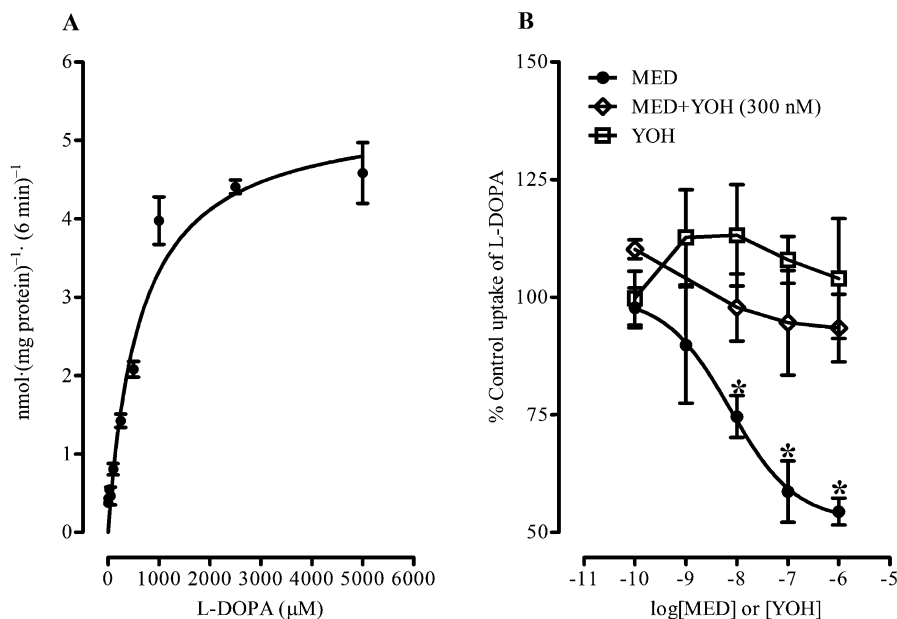 A
6
5
4
3
2
1
0
nmol·(mg protein)⁻¹· (6 min)⁻¹
0 1000 2000 3000 4000 5000 6000
L-DOPA (μM)
B
150
125
100
75
50
% Control uptake of L-DOPA
MED
MED+YOH (300 nM)
YOH
*
*
*
-11 -10 -9 -8 -7 -6 -5
log[MED] or [YOH]